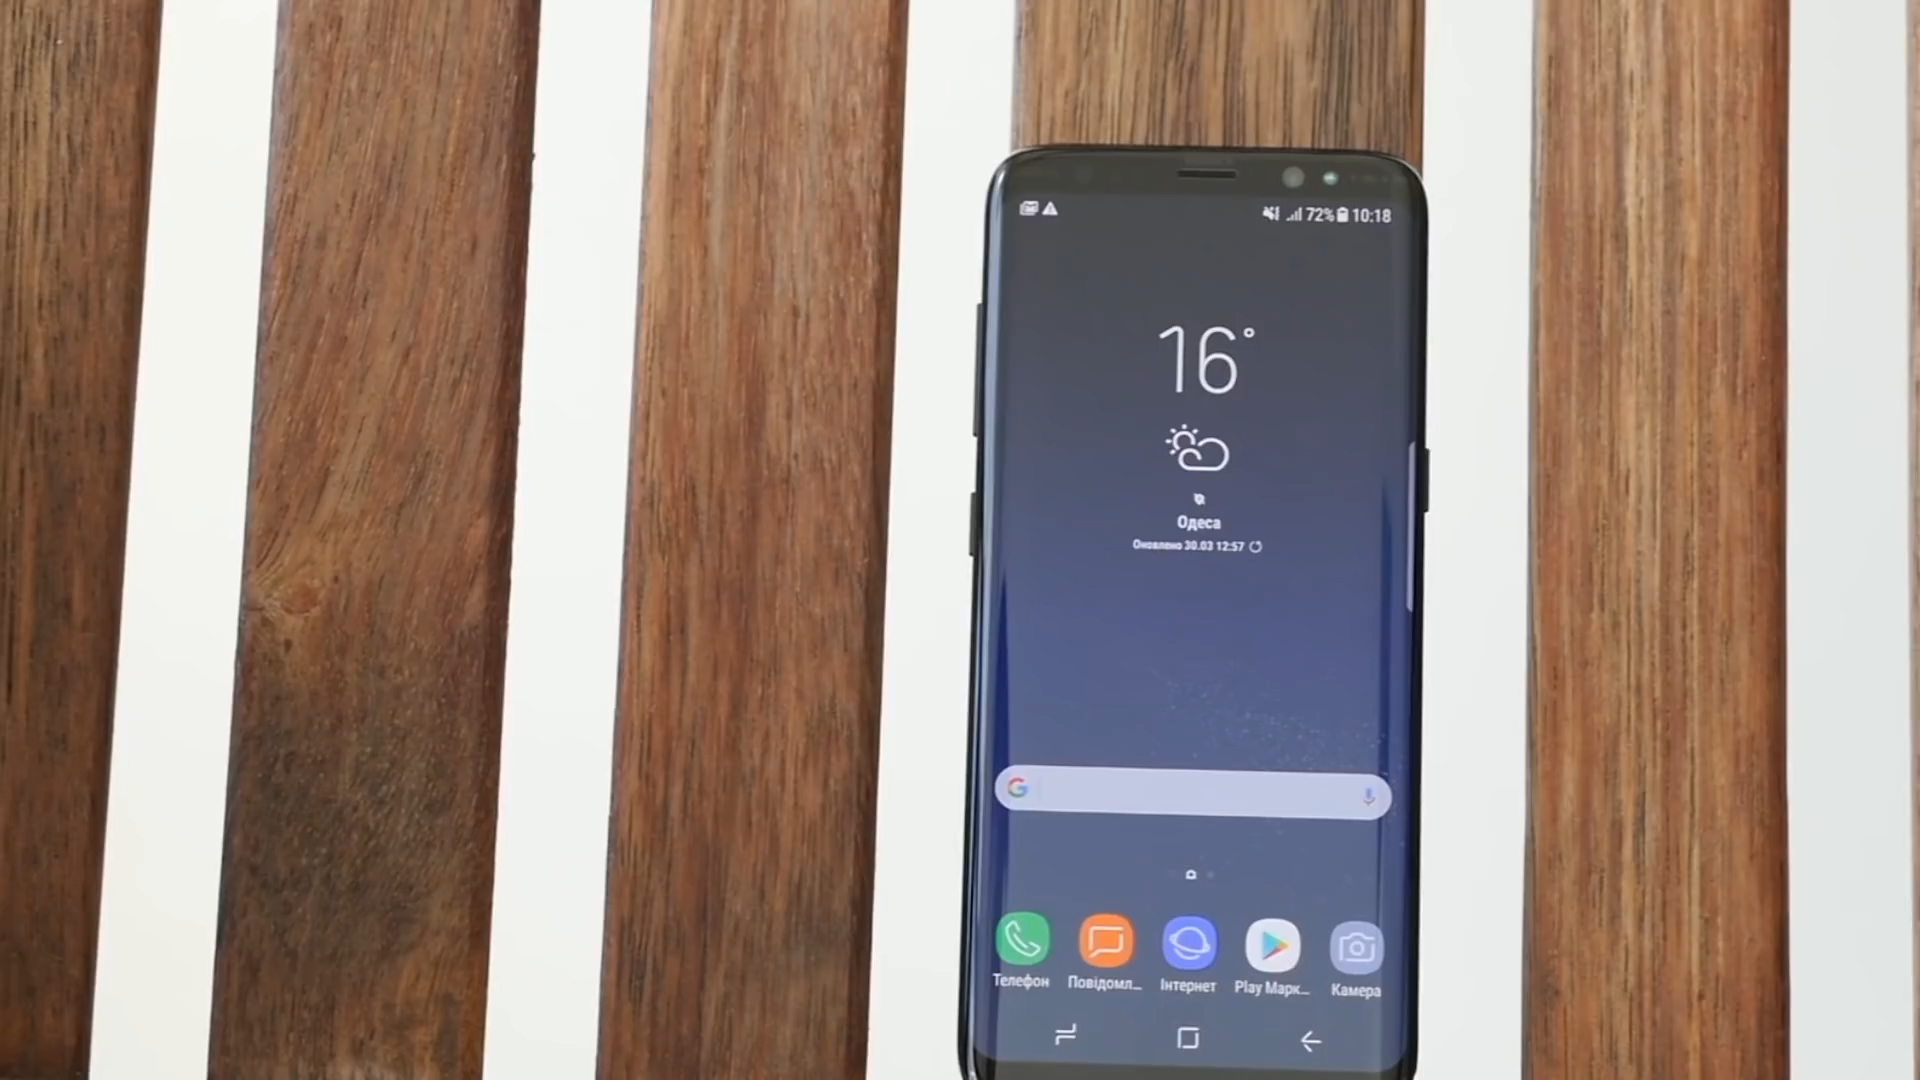 72% 10:18
16°
Одеса
Оновлено 30.03 12:57
Телефон Повідомл... Інтернет Play Марк... Камера